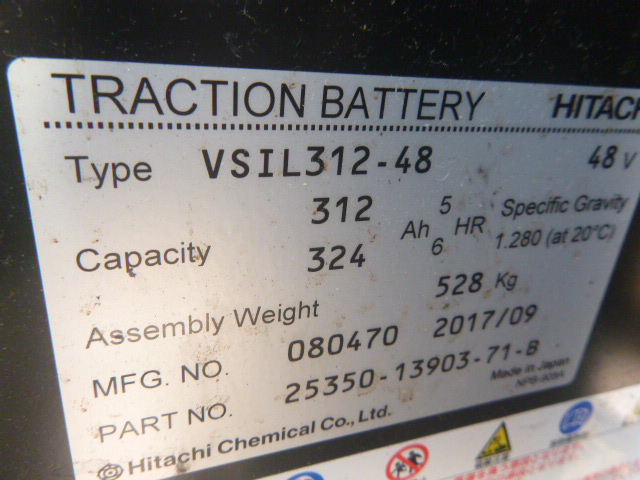 TRACTION BATTERY HITACH
Type VSIL312-48 48 V
Capacity 312 324 Ah 5 6 HR Specific Gravity 1.280 (at 20°C)
Assembly Weight 528 Kg
MFG. NO. 080470 2017/09
PART NO. 25350-13903-71-B
Made in Japan
Hitachi Chemical Co., Ltd.